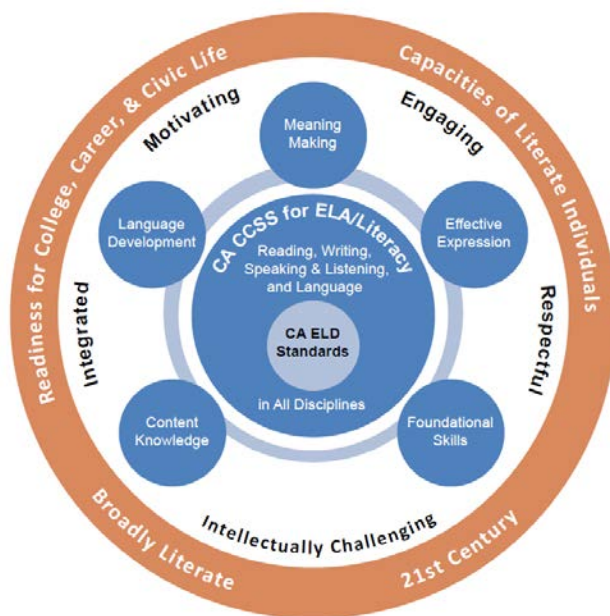 Readiness for College, Career, & Civic Life
Capacities of Literate Individuals
Motivating
Engaging
Meaning
Making
Language
Development
Effective
Expression
CA CCSS for ELA/Literacy
Reading, Writing,
Speaking & Listening,
and Language
CA ELD
Standards
in All Disciplines
Integrated
Respectful
Content
Knowledge
Foundational
Skills
Intellectually Challenging
Broadly Literate
21st Century